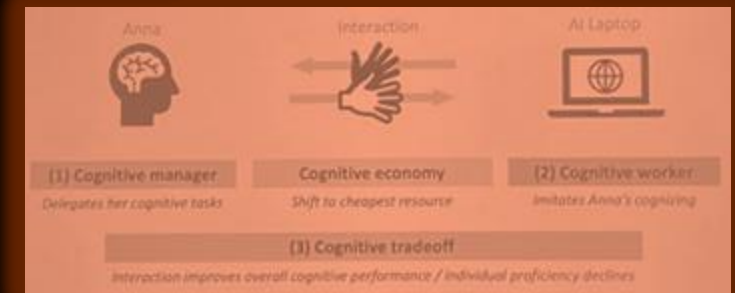 Anna
Interaction
AI Laptop
(1) Cognitive manager
Cognitive economy
(2) Cognitive worker
Delegates her cognitive tasks
Shift to cheapest resource
Imitates Anna's cognizing
(3) Cognitive tradeoff
Interaction improves overall cognitive performance / individual proficiency declines